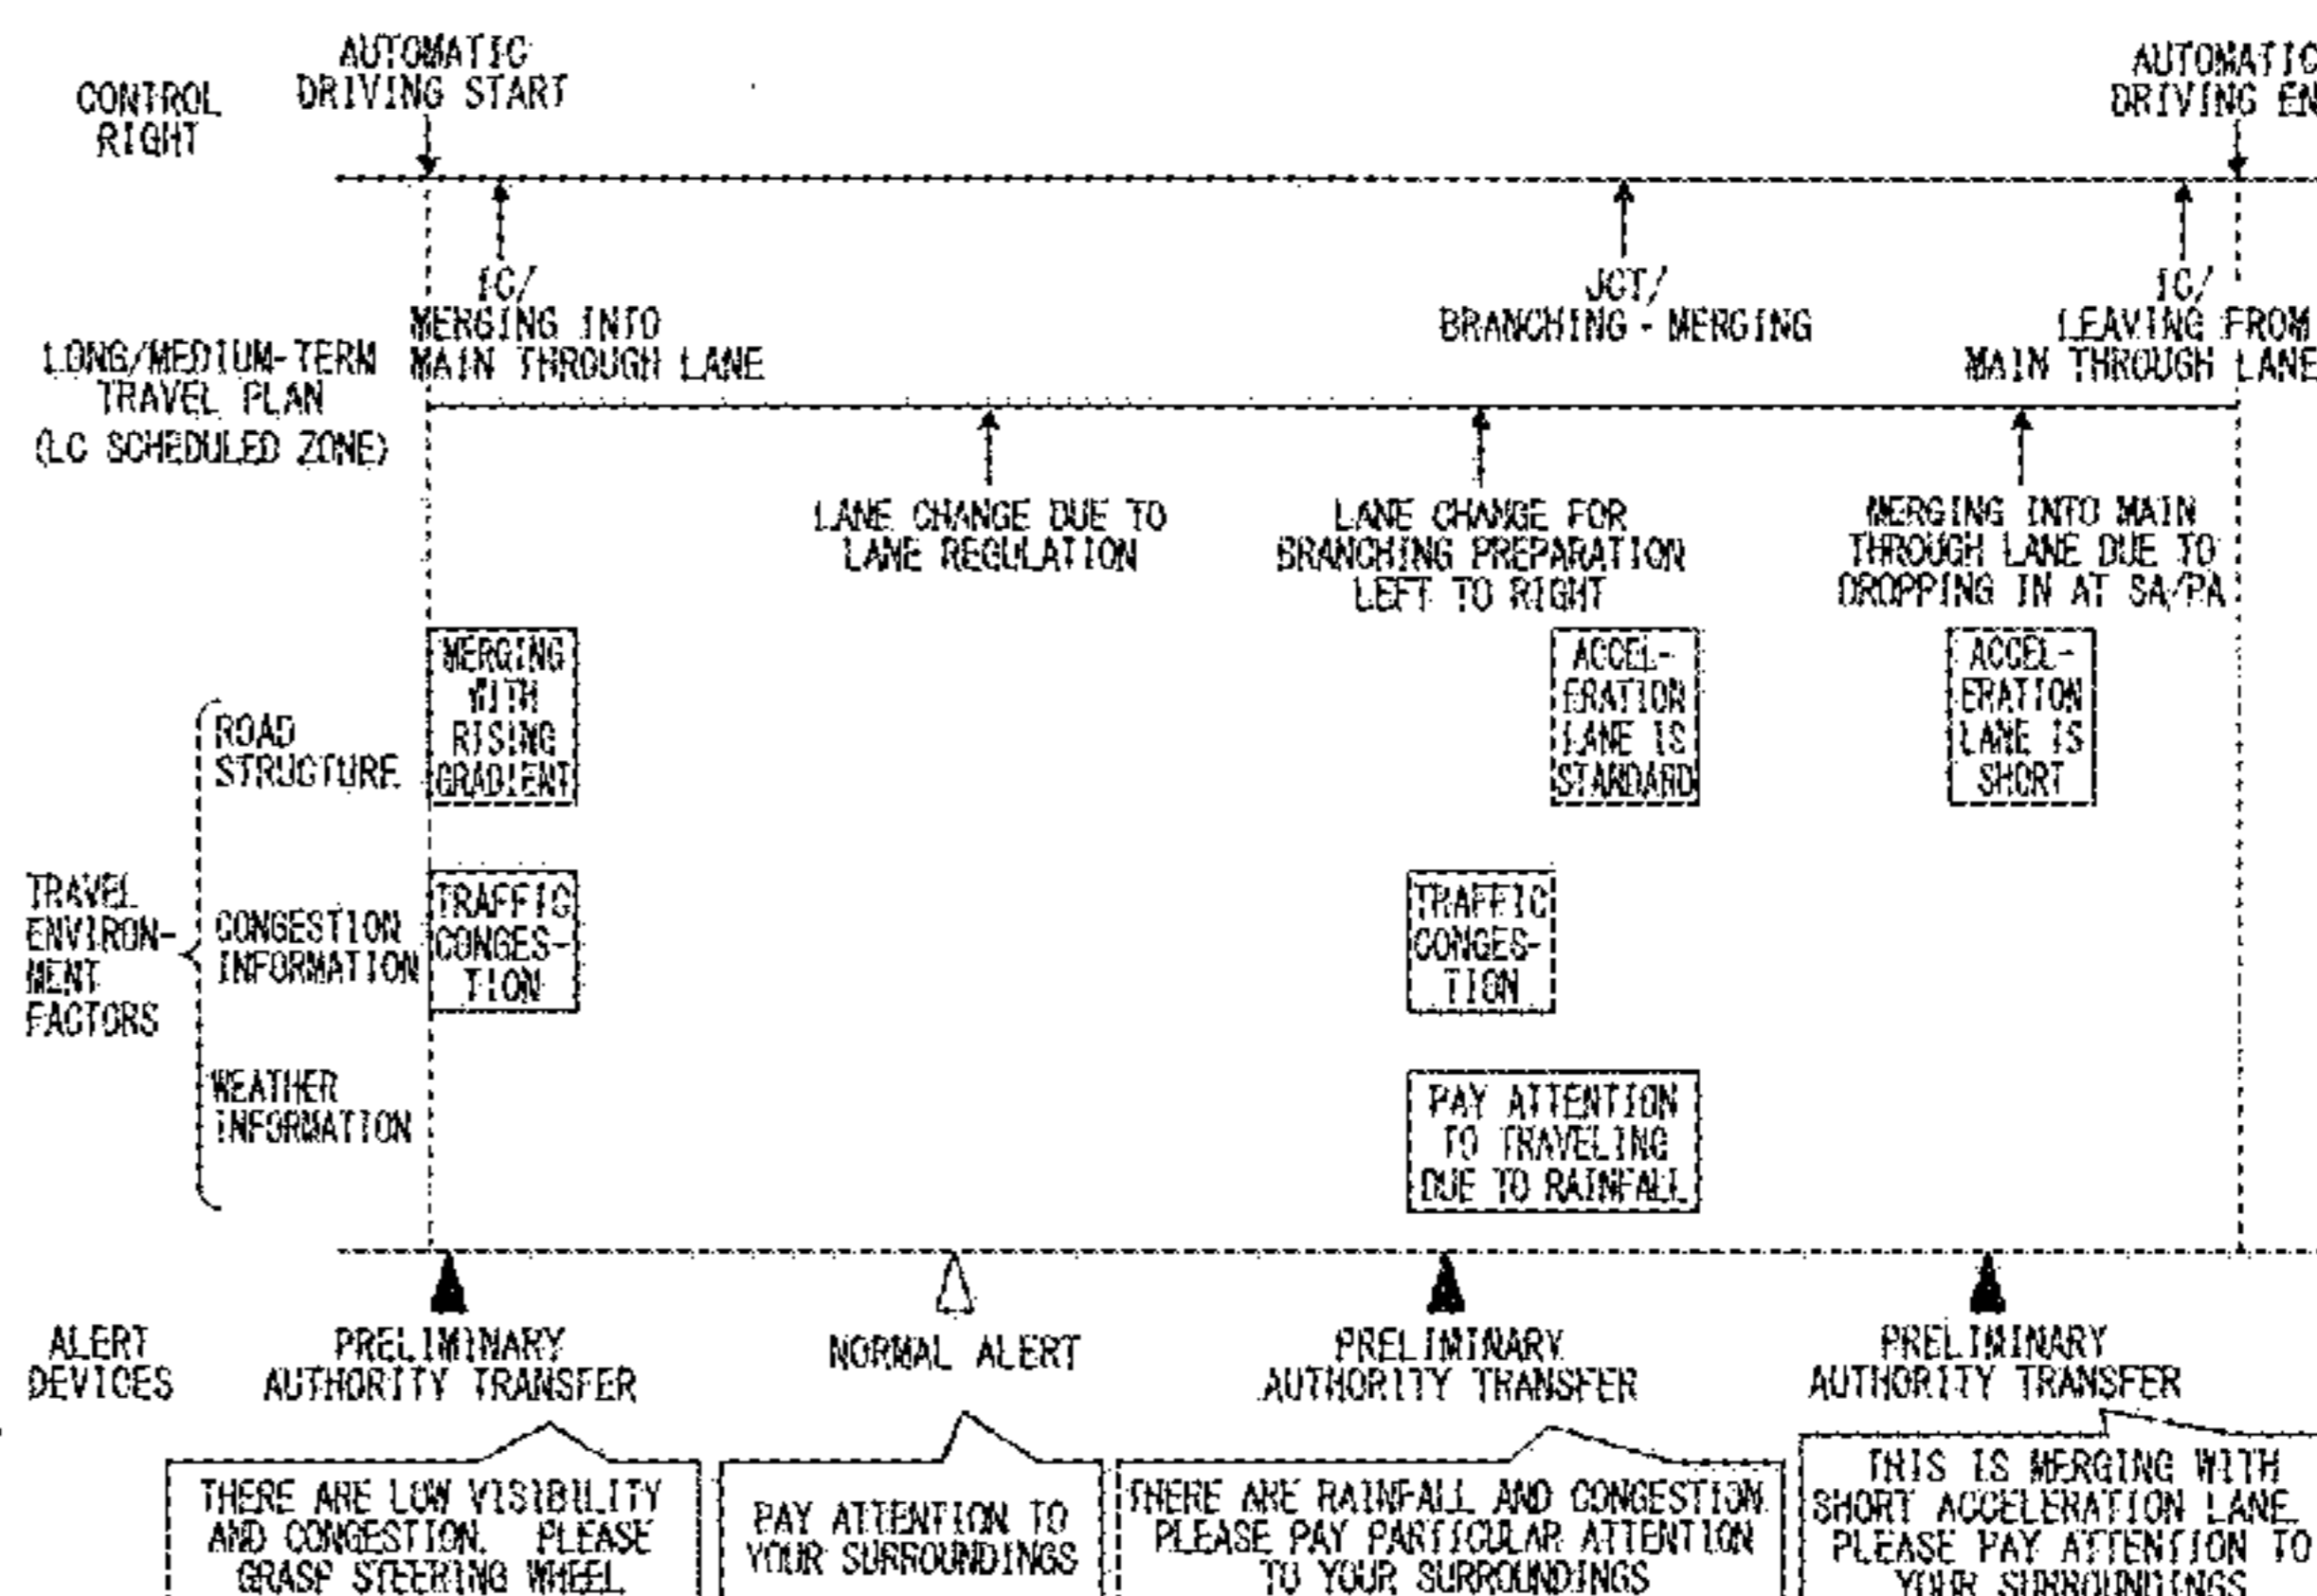 AUTOMATIC
DRIVING START
AUTOMATIC
DRIVING EN
CONTROL
RIGHT
IC/
MERGING INTO
MAIN THROUGH LANE
JCT/
BRANCHING - MERGING
IC/
LEAVING FROM
MAIN THROUGH LANE
LONG/MEDIUM-TERM
TRAVEL PLAN
(LC SCHEDULED ZONE)
LANE CHANGE DUE TO
LANE REGULATION
LANE CHANGE FOR
BRANCHING PREPARATION
LEFT TO RIGHT
MERGING INTO MAIN
THROUGH LANE DUE TO
DROPPING IN AT SA/PA
MERGING
WITH
RISING
GRADIENT
ACCEL-
ERATION
LANE IS
STANDARD
ACCEL-
ERATION
LANE IS
SHORT
ROAD
STRUCTURE
TRAVEL
ENVIRON-
MENT
FACTORS
CONGESTION
INFORMATION
TRAFFIC
CONGES-
TION
TRAFFIC
CONGES-
TION
WEATHER
INFORMATION
PAY ATTENTION
TO TRAVELING
DUE TO RAINFALL
ALERT
DEVICES
PRELIMINARY
AUTHORITY TRANSFER
NORMAL ALERT
PRELIMINARY
AUTHORITY TRANSFER
PRELIMINARY
AUTHORITY TRANSFER
THERE ARE LOW VISIBILITY
AND CONGESTION. PLEASE
GRASP STEERING WHEEL
PAY ATTENTION TO
YOUR SURROUNDINGS
THERE ARE RAINFALL AND CONGESTION.
PLEASE PAY PARTICULAR ATTENTION
TO YOUR SURROUNDINGS
THIS IS MERGING WITH
SHORT ACCELERATION LANE.
PLEASE PAY ATTENTION TO
YOUR SURROUNDINGS